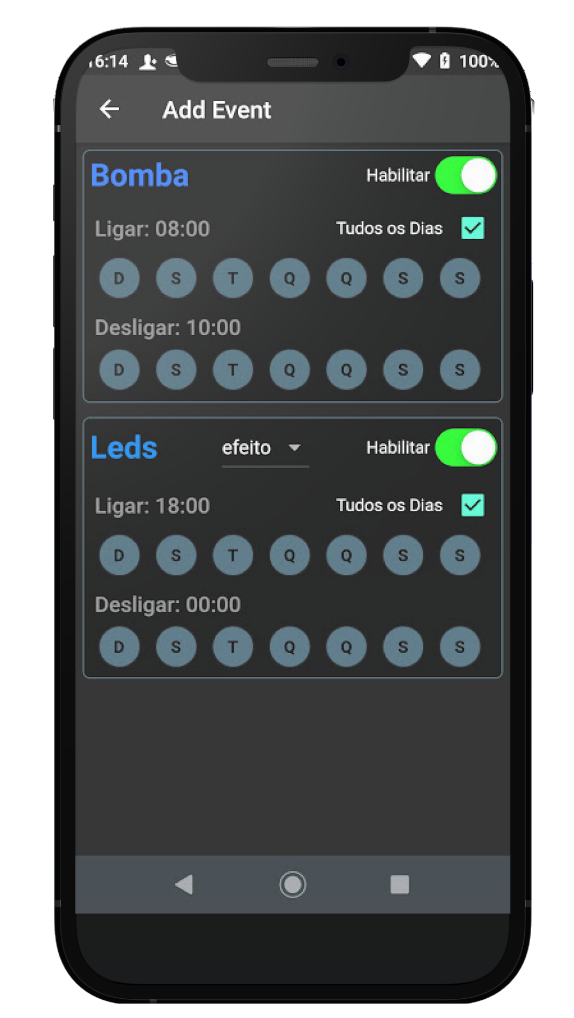 16:14 100%
Add Event
Bomba Habilitar
Ligar: 08:00 Tudos os Dias
D S T Q Q S S
Desligar: 10:00
D S T Q Q S S
Leds efeito Habilitar
Ligar: 18:00 Tudos os Dias
D S T Q Q S S
Desligar: 00:00
D S T Q Q S S